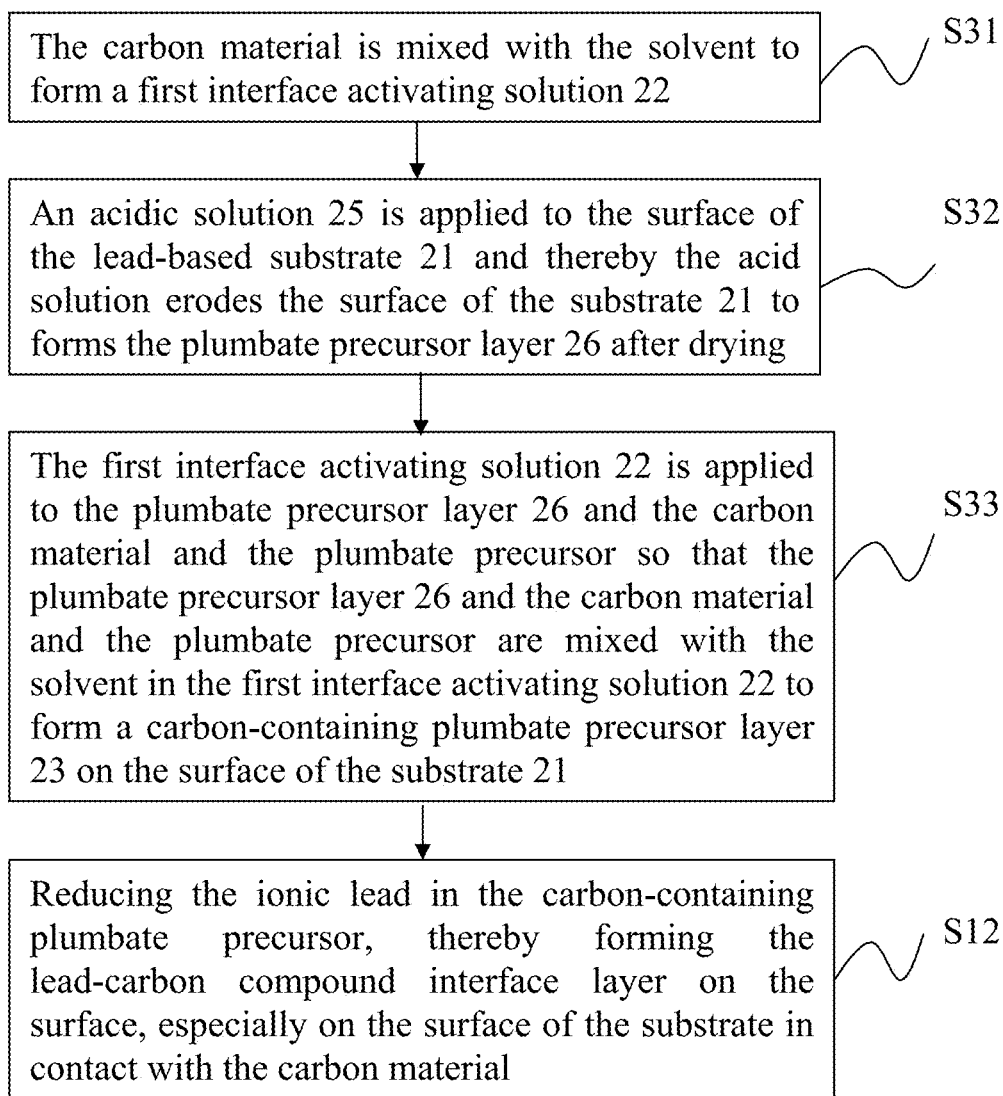 The carbon material is mixed with the solvent to
form a first interface activating solution 22
S31
An acidic solution 25 is applied to the surface of
the lead-based substrate 21 and thereby the acid
solution erodes the surface of the substrate 21 to
forms the plumbate precursor layer 26 after drying
S32
The first interface activating solution 22 is applied
to the plumbate precursor layer 26 and the carbon
material and the plumbate precursor so that the
plumbate precursor layer 26 and the carbon material
and the plumbate precursor are mixed with the
solvent in the first interface activating solution 22 to
form a carbon-containing plumbate precursor layer
23 on the surface of the substrate 21
S33
Reducing the ionic lead in the carbon-containing
plumbate precursor, thereby forming the
lead-carbon compound interface layer on the
surface, especially on the surface of the substrate in
contact with the carbon material
S12